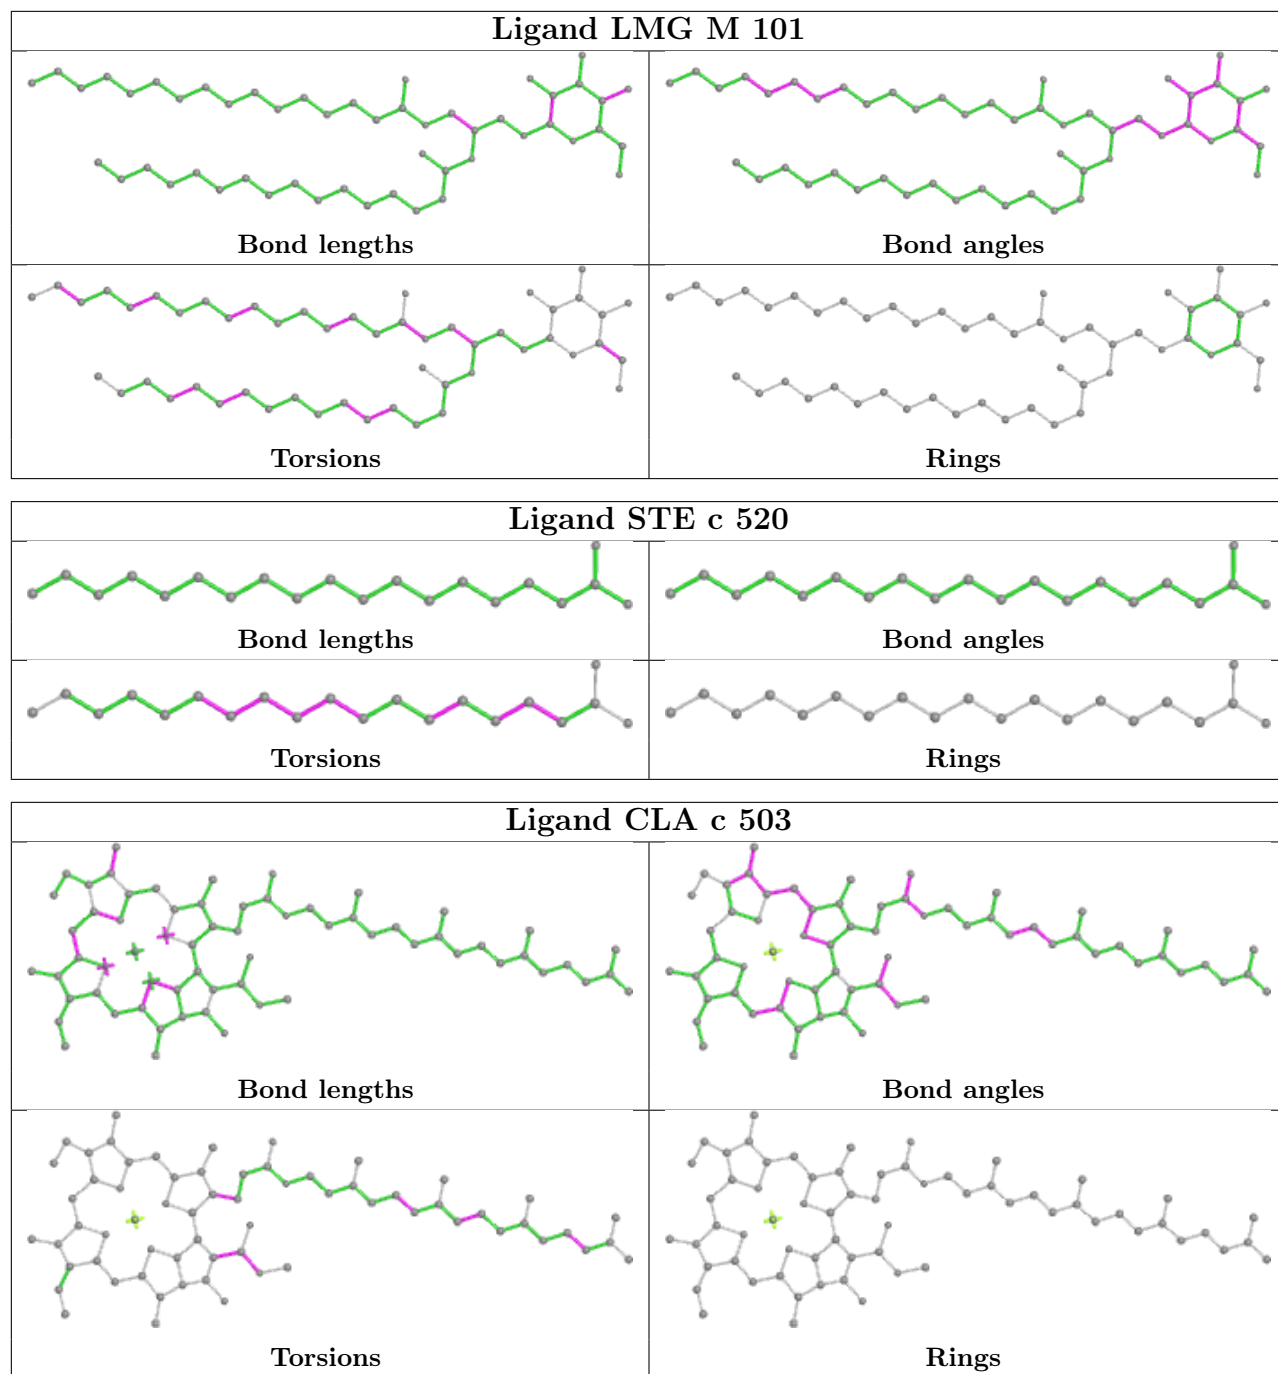 Ligand LMG M 101
Bond lengths
Bond angles
Torsions
Rings
Ligand STE c 520
Bond lengths
Bond angles
Torsions
Rings
Ligand CLA c 503
Bond lengths
Bond angles
Torsions
Rings